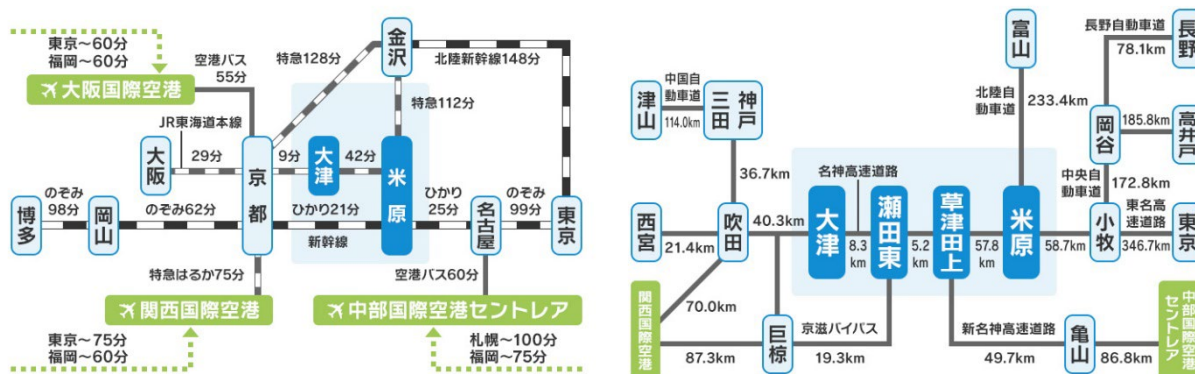 東京〜60分
福岡〜60分
大阪国際空港
空港バス
55分
特急128分
金沢
北陸新幹線148分
特急112分
JR東海道本線
大阪
29分
京都
9分
大津
42分
米原
のぞみ
98分
博多
岡山
のぞみ62分
ひかり21分
新幹線
ひかり
25分
名古屋
のぞみ
99分
東京
特急はるか75分
空港バス60分
関西国際空港
中部国際空港セントレア
東京〜75分
福岡〜60分
札幌〜100分
福岡〜75分
富山
長野自動車道
78.1km
長野
中国自
動車道
114.0km
津山
神戸
三田
北陸自
動車道
233.4km
岡谷
185.8km
高井戸
36.7km
名神高速道路
中央自
動車道
172.8km
東名高
速道路
346.7km
西宮
21.4km
吹田
40.3km
大津
8.3
km
瀬田東
5.2
km
草津田上
57.8
km
米原
58.7km
小牧
東京
関西国際空港
70.0km
87.3km
巨椋
京滋バイパス
19.3km
新名神高速道路
49.7km
亀山
86.8km
中部国際空港
セントレア